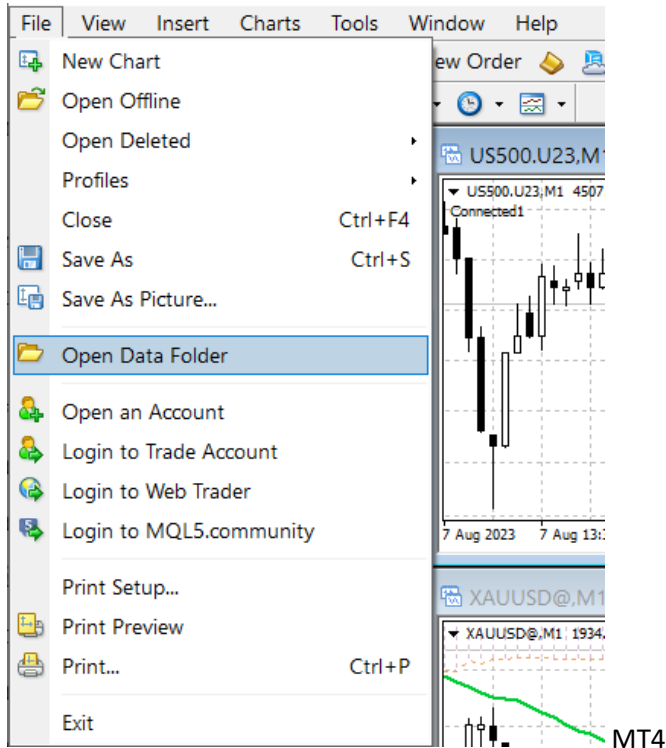 File View Insert Charts Tools Window Help
New Chart
ew Order
Open Offline
Open Deleted
US500.U23,M1
Profiles
US500.U23,M1 4507
Close Ctrl+F4
Connected1
Save As Ctrl+S
Save As Picture...
Open Data Folder
Open an Account
Login to Trade Account
Login to Web Trader
Login to MQL5.community
7 Aug 2023 7 Aug 13:
Print Setup...
XAUUSD@,M1
Print Preview
XAUUSD@,M1 1934.
Print... Ctrl+P
Exit
MT4